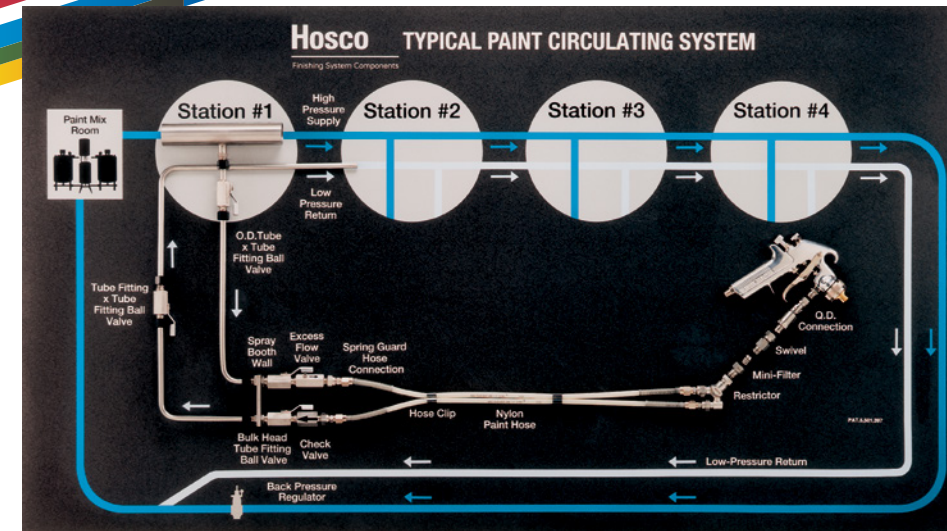 Hosco
Finishing System Components
TYPICAL PAINT CIRCULATING SYSTEM
Paint Mix
Room
Station #1
High
Pressure
Supply
Station #2
Station #3
Station #4
Low
Pressure
Return
O.D.Tube
x Tube
Fitting Ball
Valve
Tube Fitting
x Tube
Fitting Ball
Valve
Q.D.
Connection
Spray
Booth
Wall
Excess
Flow
Valve
Spring Guard
Hose
Connection
Swivel
Mini-Filter
Restrictor
Hose Clip
Nylon
Paint Hose
Bulk Head
Tube Fitting
Ball Valve
Check
Valve
Low-Pressure Return
Back Pressure
Regulator